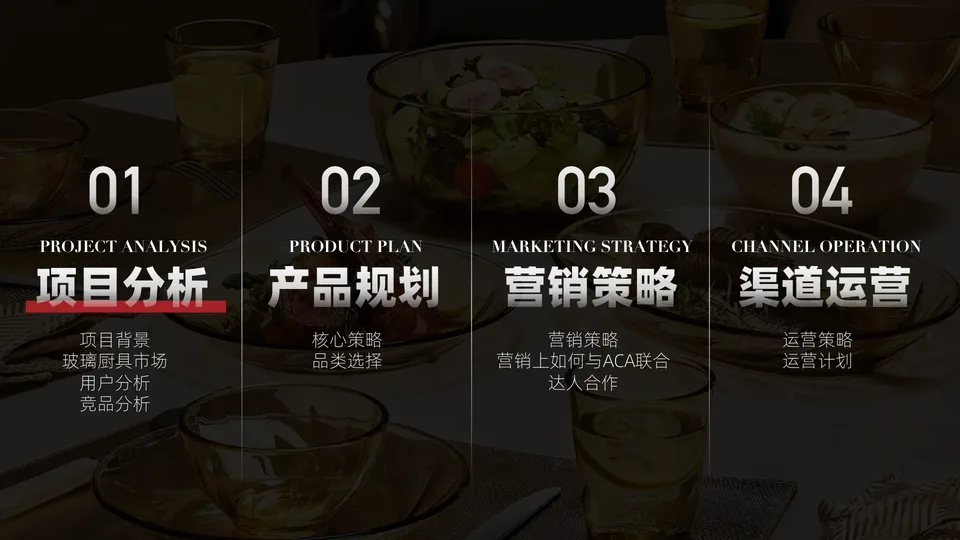 01
PROJECT ANALYSIS
项目分析
项目背景
玻璃厨具市场
用户分析
竞品分析
02
PRODUCT PLAN
产品规划
核心策略
品类选择
03
MARKETING STRATEGY
营销策略
营销策略
营销上如何与ACA联合
达人合作
04
CHANNEL OPERATION
渠道运营
运营策略
运营计划